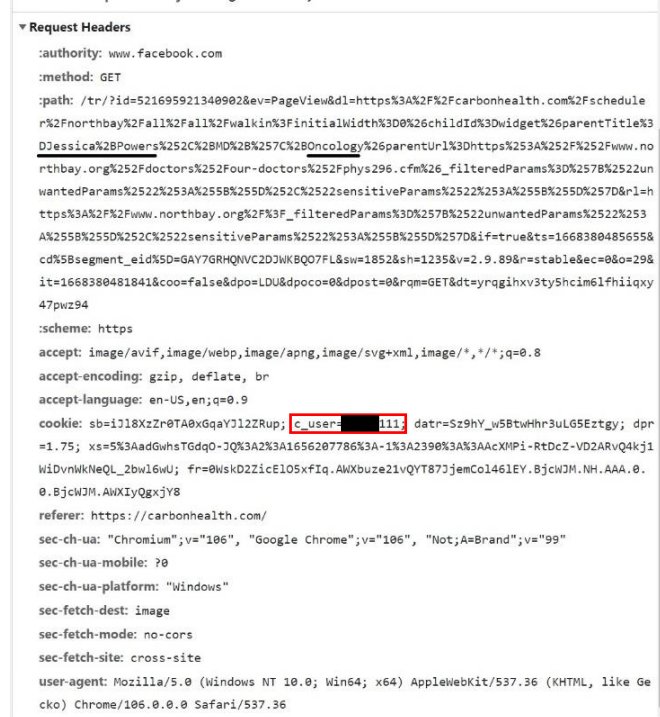 ▾ Request Headers
:authority: www.facebook.com
:method: GET
:path: /tr/?id=521695921340902&ev=PageView&dl=https%3A%2F%2Fcarbonhealth.com%2Fschedule
r%2Fnorthbay%2Fall%2Fall%2Fwalkin%3FinitialWidth%3D0%26childId%3Dwidget%26parentTitle%3
DJessica%2BPowers%252C%2BMD%2B%257C%2BOncology%26parentUrl%3Dhttps%3A%252F%252Fwww.no
rthbay.org%252Fdoctors%252Four-doctors%252Fphys296.cfm%26_filteredParams%3D%257B%2522un
wantedParams%2522%253A%255B%255D%252C%2522sensitiveParams%2522%253A%255B%255D%257D&rl=h
ttps%3A%2F%2Fwww.northbay.org%2F%3F_filteredParams%3D%257B%2522unwantedParams%2522%253
A%255B%255D%252C%2522sensitiveParams%2522%253A%255B%255D%257D&if=true&ts=1668380485655&
cd%5Bsegment_eid%5D=GAY7GRHQNVC2DJWKBQO7FL&sw=1852&sh=1235&v=2.9.89&r=stable&ec=0&o=29&
it=1668380481841&coo=false&dpo=LDU&dpoco=0&dpost=0&rqm=GET&dt=yrqgihxv3ty5hcim6lfhiiqxy
47pwz94
:scheme: https
accept: image/avif,image/webp,image/apng,image/svg+xml,image/*,*/*;q=0.8
accept-encoding: gzip, deflate, br
accept-language: en-US,en;q=0.9
cookie: sb=iJl8XzZr0TA0xGqaYJl2ZRup; c_user=111; datr=Sz9hY_w5BtwHhr3uLG5Eztgy; dpr
=1.75; xs=5%3AadGwhsTGdqO-JQ%3A2%3A1656207786%3A-1%3A2390%3A%3AAcXMPi-RtDcZ-VD2ARvQ4kj1
WiDvnWkNeQL_2bwl6wU; fr=0WskD2ZicElO5xfIq.AWXbuze21vQYT87JjemCol461EY.BjcWJM.NH.AAA.0.
0.BjcWJM.AWXIyQgxjY8
referer: https://carbonhealth.com/
sec-ch-ua: "Chromium";v="106", "Google Chrome";v="106", "Not;A=Brand";v="99"
sec-ch-ua-mobile: ?0
sec-ch-ua-platform: "Windows"
sec-fetch-dest: image
sec-fetch-mode: no-cors
sec-fetch-site: cross-site
user-agent: Mozilla/5.0 (Windows NT 10.0; Win64; x64) AppleWebKit/537.36 (KHTML, like Ge
cko) Chrome/106.0.0.0 Safari/537.36